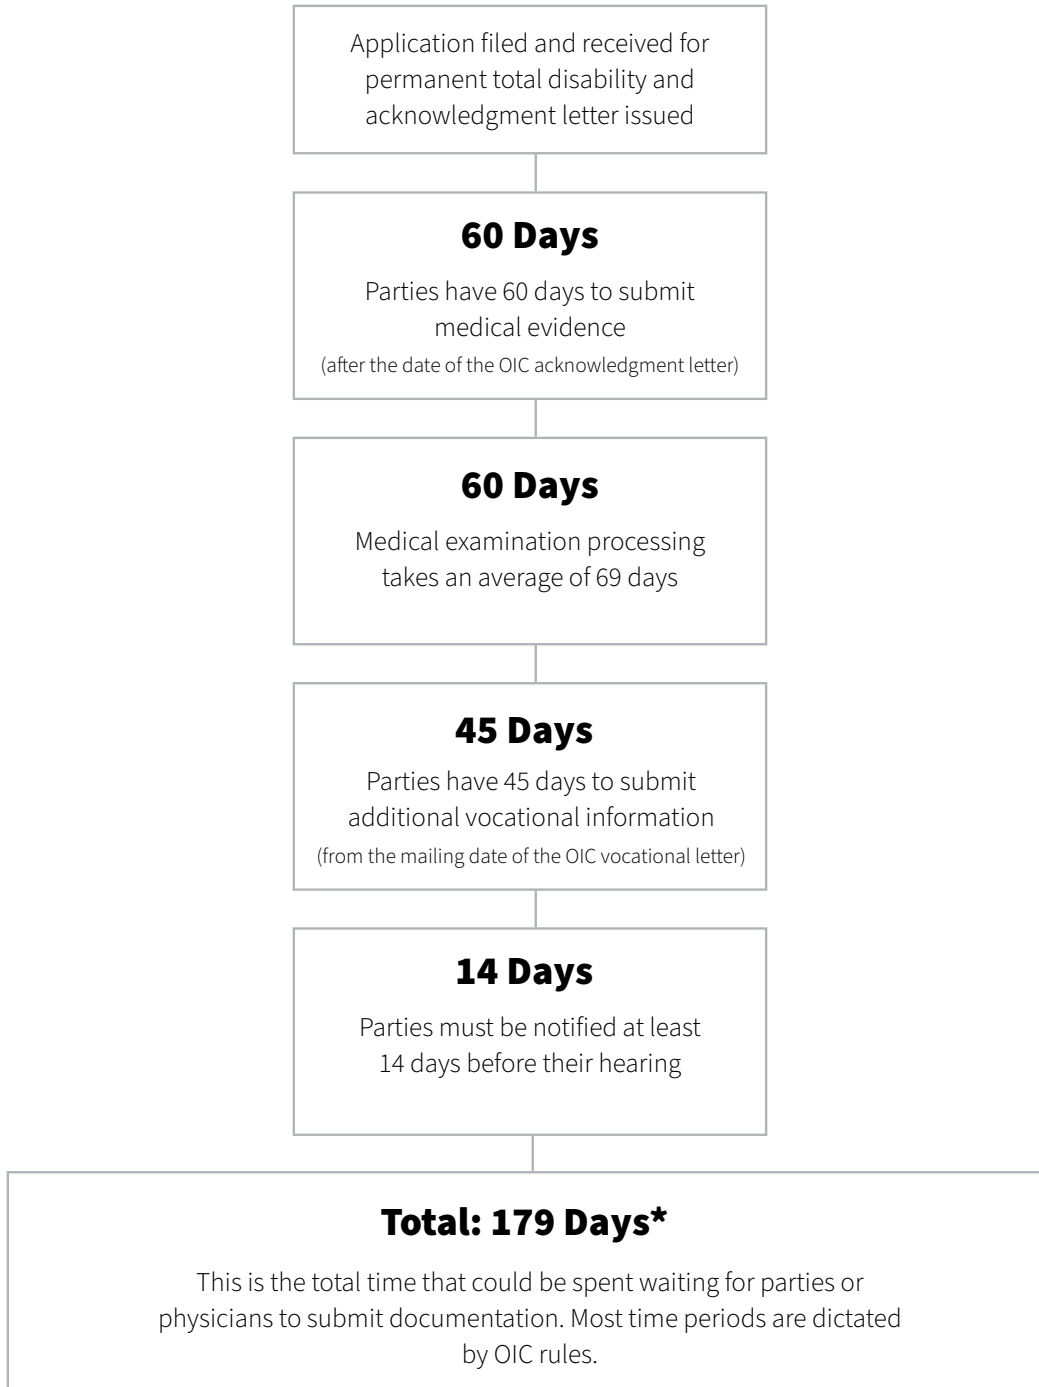 Application filed and received for
permanent total disability and
acknowledgment letter issued
60 Days
Parties have 60 days to submit
medical evidence
(after the date of the OIC acknowledgment letter)
60 Days
Medical examination processing
takes an average of 69 days
45 Days
Parties have 45 days to submit
additional vocational information
(from the mailing date of the OIC vocational letter)
14 Days
Parties must be notified at least
14 days before their hearing
Total: 179 Days*
This is the total time that could be spent waiting for parties or
physicians to submit documentation. Most time periods are dictated
by OIC rules.